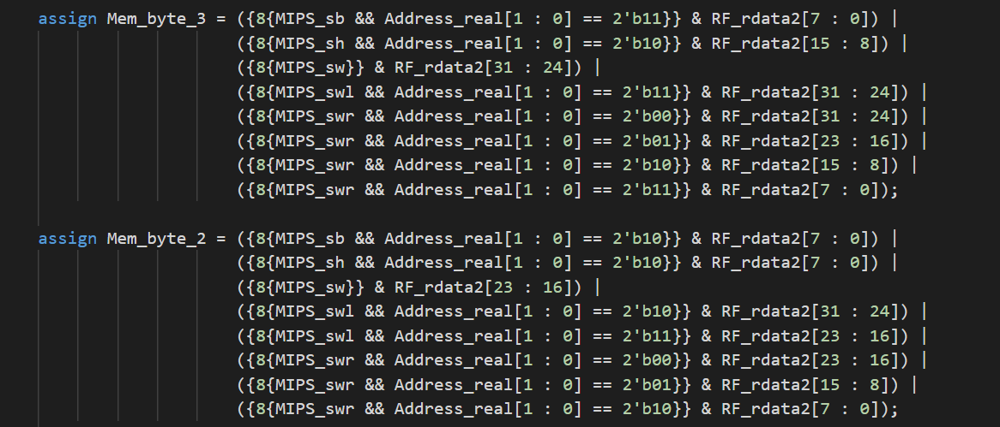 assign Mem_byte_3 = ({8{MIPS_sb && Address_real[1 : 0] == 2'b11}} & RF_rdata2[7 : 0]) |
({8{MIPS_sh && Address_real[1 : 0] == 2'b10}} & RF_rdata2[15 : 8]) |
({8{MIPS_sw}} & RF_rdata2[31 : 24]) |
({8{MIPS_swl && Address_real[1 : 0] == 2'b11}} & RF_rdata2[31 : 24]) |
({8{MIPS_swr && Address_real[1 : 0] == 2'b00}} & RF_rdata2[31 : 24]) |
({8{MIPS_swr && Address_real[1 : 0] == 2'b01}} & RF_rdata2[23 : 16]) |
({8{MIPS_swr && Address_real[1 : 0] == 2'b10}} & RF_rdata2[15 : 8]) |
({8{MIPS_swr && Address_real[1 : 0] == 2'b11}} & RF_rdata2[7 : 0]);
assign Mem_byte_2 = ({8{MIPS_sb && Address_real[1 : 0] == 2'b10}} & RF_rdata2[7 : 0]) |
({8{MIPS_sh && Address_real[1 : 0] == 2'b10}} & RF_rdata2[7 : 0]) |
({8{MIPS_sw}} & RF_rdata2[23 : 16]) |
({8{MIPS_swl && Address_real[1 : 0] == 2'b10}} & RF_rdata2[31 : 24]) |
({8{MIPS_swl && Address_real[1 : 0] == 2'b11}} & RF_rdata2[23 : 16]) |
({8{MIPS_swr && Address_real[1 : 0] == 2'b00}} & RF_rdata2[23 : 16]) |
({8{MIPS_swr && Address_real[1 : 0] == 2'b01}} & RF_rdata2[15 : 8]) |
({8{MIPS_swr && Address_real[1 : 0] == 2'b10}} & RF_rdata2[7 : 0]);